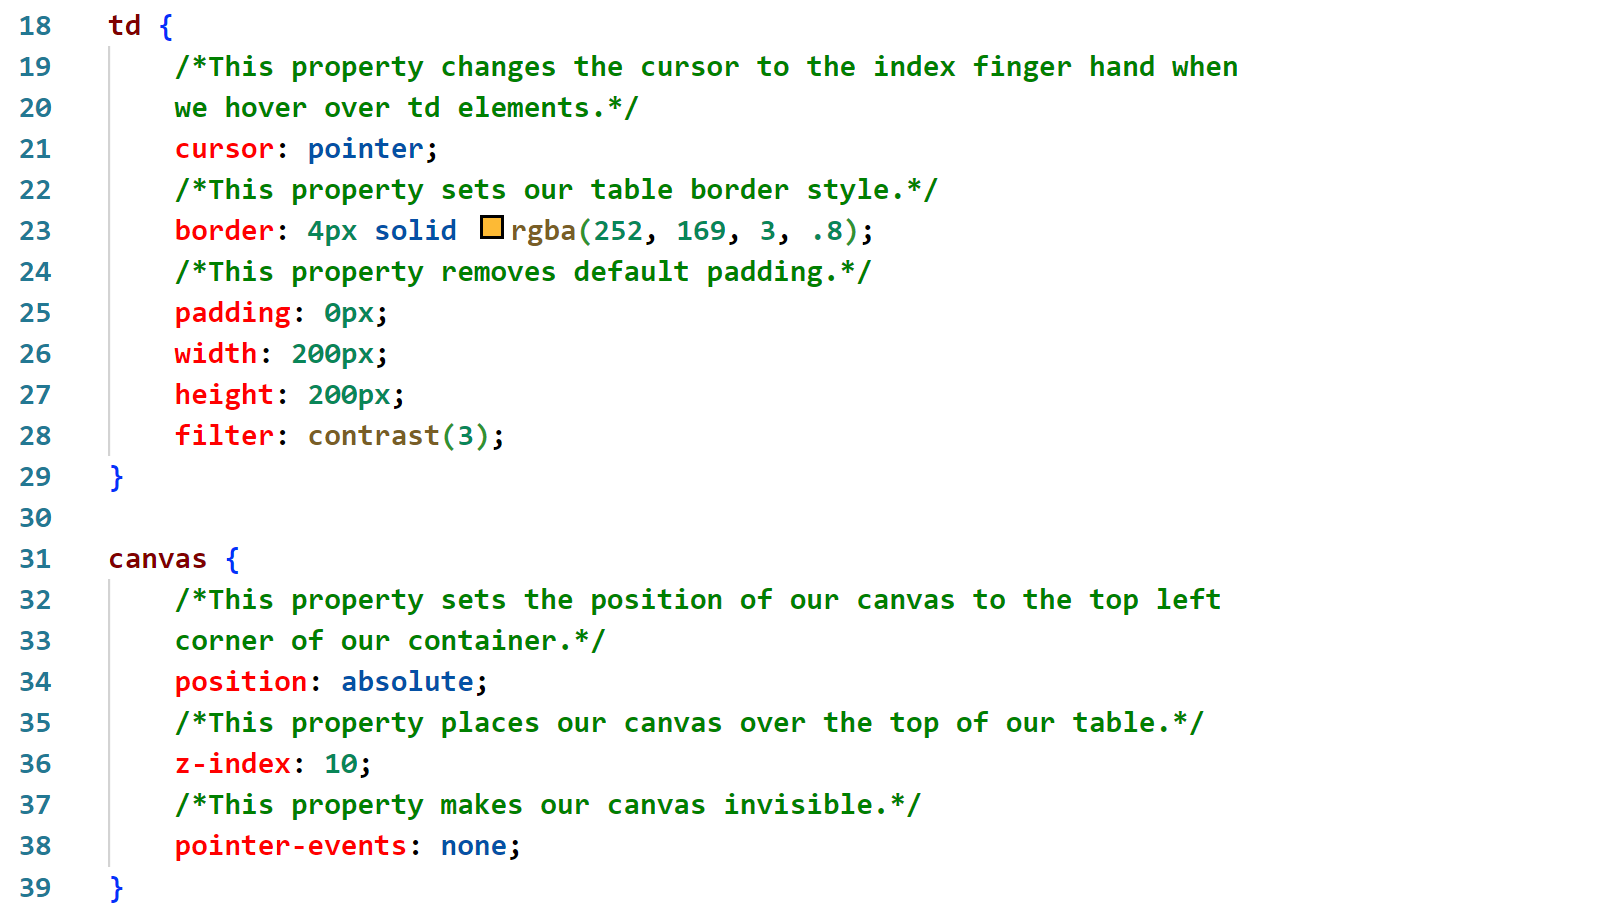 18 td {
19 /*This property changes the cursor to the index finger hand when
20 we hover over td elements.*/
21 cursor: pointer;
22 /*This property sets our table border style.*/
23 border: 4px solid rgba(252, 169, 3, .8);
24 /*This property removes default padding.*/
25 padding: 0px;
26 width: 200px;
27 height: 200px;
28 filter: contrast(3);
29 }
30
31 canvas {
32 /*This property sets the position of our canvas to the top left
33 corner of our container.*/
34 position: absolute;
35 /*This property places our canvas over the top of our table.*/
36 z-index: 10;
37 /*This property makes our canvas invisible.*/
38 pointer-events: none;
39 }